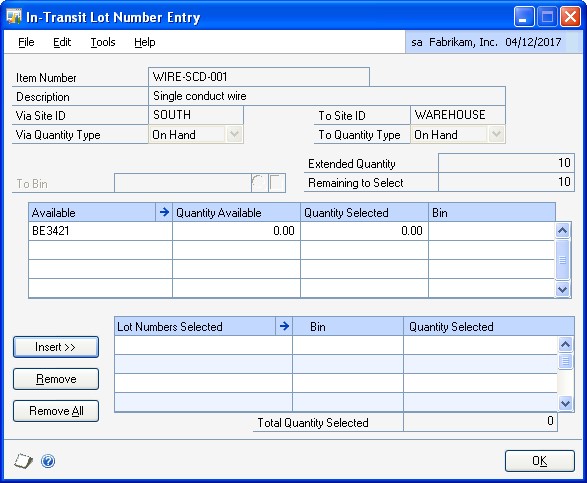 In-Transit Lot Number Entry
File Edit Tools Help sa Fabrikam, Inc. 04/12/2017
Item Number WIRE-SCD-001
Description Single conduct wire
Via Site ID SOUTH To Site ID WAREHOUSE
Via Quantity Type On Hand To Quantity Type On Hand
Extended Quantity 10
To Bin Remaining to Select 10
Available Quantity Available Quantity Selected Bin
BE3421 0.00 0.00
Lot Numbers Selected Bin Quantity Selected
Insert >>
Remove
Remove All
Total Quantity Selected 0
OK